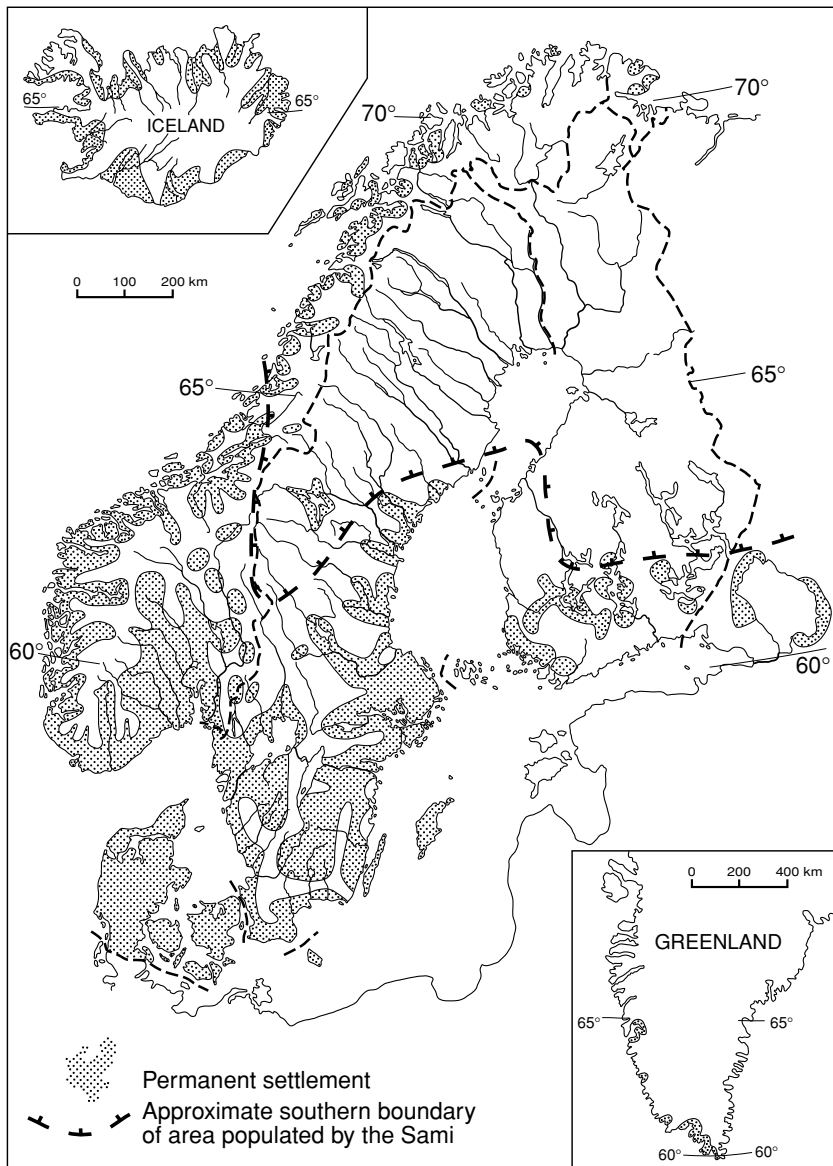 65°
ICELAND
65°
70°
70°
0 100 200 km
65°
65°
60°
60°
0 200 400 km
GREENLAND
65°
65°
60°
60°
Permanent settlement
Approximate southern boundary
of area populated by the Sami